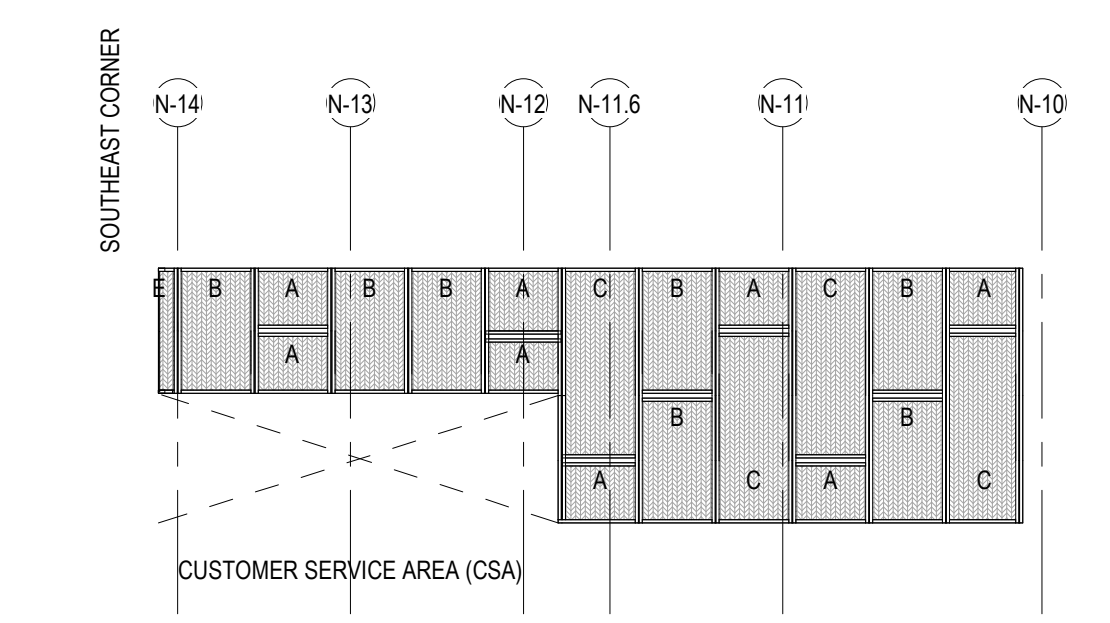 SOUTHEAST CORNER
N-14 N-13 N-12 N-11.6 N-11 N-10
E B A B B A C B A C B A
A A
B B
A C A C
CUSTOMER SERVICE AREA (CSA)